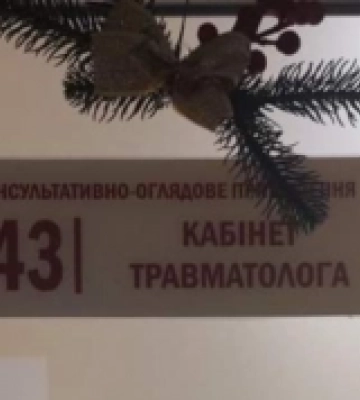 НСУЛЬТАТИВНО-ОГЛЯДОВЕ
43 КАБІНЕТ
ТРАВМАТОЛОГА